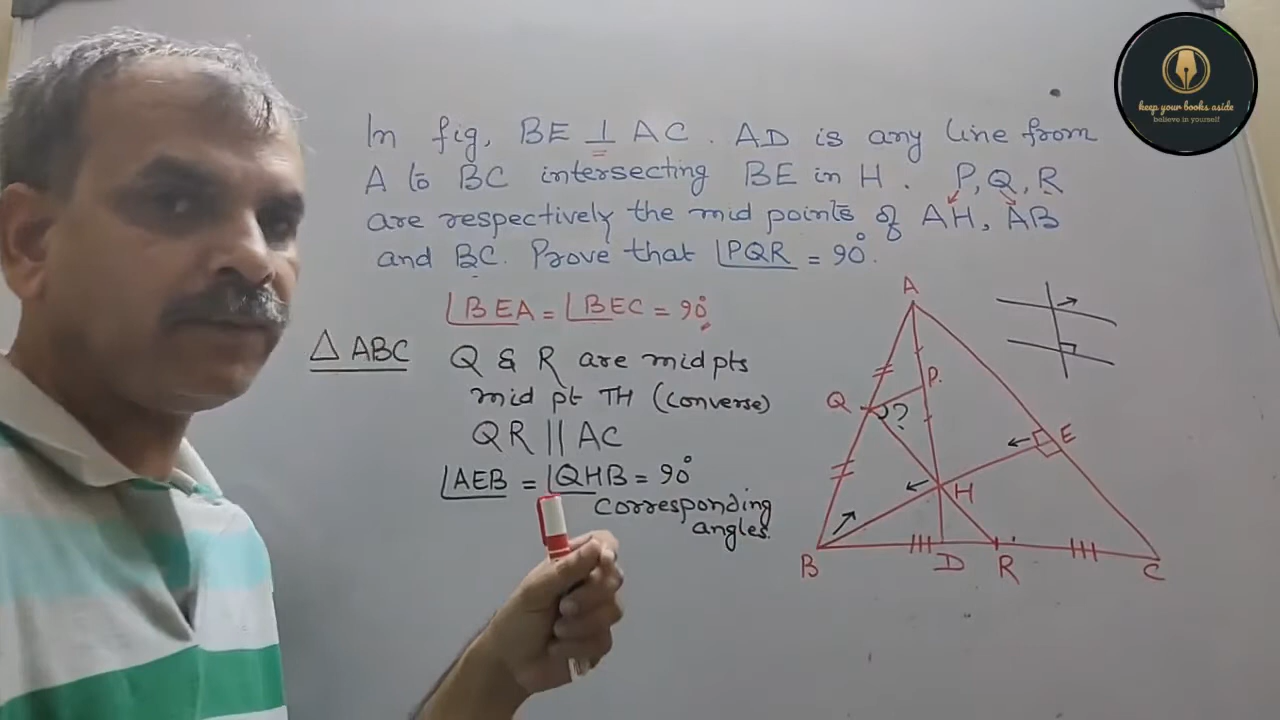 In fig, BE ⊥ AC. AD is any line from
A to BC intersecting BE in H. P, Q, R
are respectively the mid points of AH, AB
and BC. Prove that ∠PQR = 90°.
∠BEA = ∠BEC = 90°
△ ABC Q & R are midpts
mid pt TH (converse)
QR || AC
∠AEB = ∠QHB = 90°
corresponding
angles.
A
P.
Q
?
E
H
B
D
R
C
keep your books aside
believe in yourself